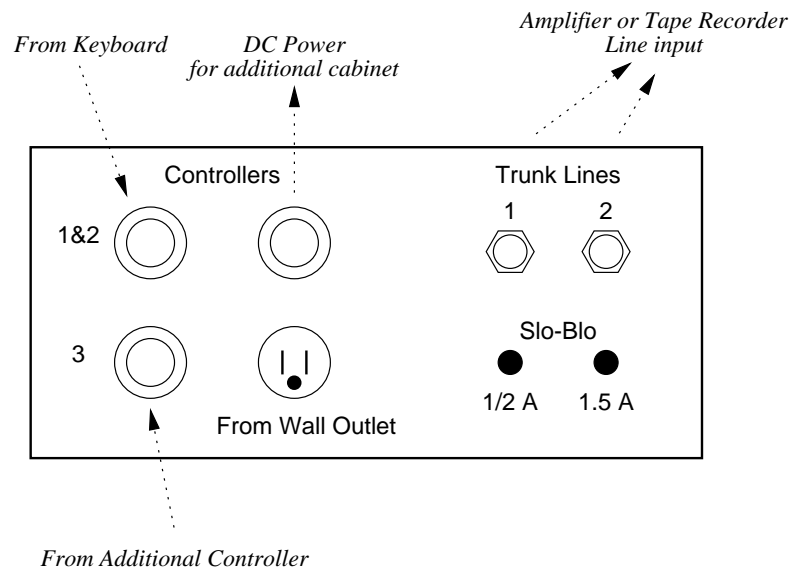 Amplifier or Tape Recorder
Line input
From Keyboard
DC Power
for additional cabinet
Controllers
Trunk Lines
1&2
1
2
3
Slo-Blo
1/2 A
1.5 A
From Wall Outlet
From Additional Controller